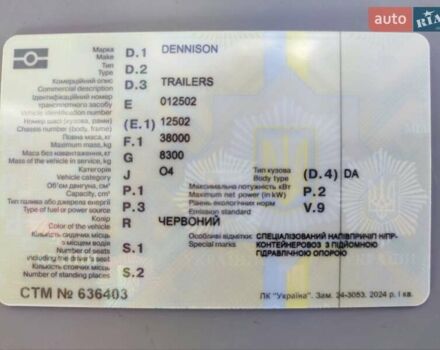 auto RIA
Марка D.1 DENNISON
Make
Тип D.2
Type
Комерційний опис D.3 TRAILERS
Commercial description
Ідентифікаційний номер
транспортного засобу E 012502
Vehicle identification number
Номер шасі (кузова, рами) (E.1) 12502
Chassis number (body, frame)
Повна маса, кг F.1 38000
Maximum mass, kg
Маса без навантаження, кг G 8300
Mass of the vehicle in service, kg
Категорія J O4 Тип кузова (D.4) DA
Vehicle category Body type
Об'єм двигуна, см³ P.1 Максимальна потужність кВт P.2
Capacity, cm³ Maximum net power (in kW)
Тип палива або джерела енергії P.3 Рівень екологічних норм V.9
Type of fuel or power source Emission standard
Колір R ЧЕРВОНИЙ
Color of the vehicle
Кількість сидячих місць Особливі відмітки: СПЕЦІАЛІЗОВАНИЙ НАПІВПРИЧІП Н/ПР-
з місцем водія S.1 Special marks КОНТЕЙНЕРОВОЗ З ПІДЙОМНОЮ
Number of seats ГІДРАВЛІЧНОЮ ОПОРОЮ
including the driver's seat
Кількість стоячих місць S.2
Number of standing places
СТМ № 636403 ПК "Україна". Зам. 24-3053. 2024 р. I кв.